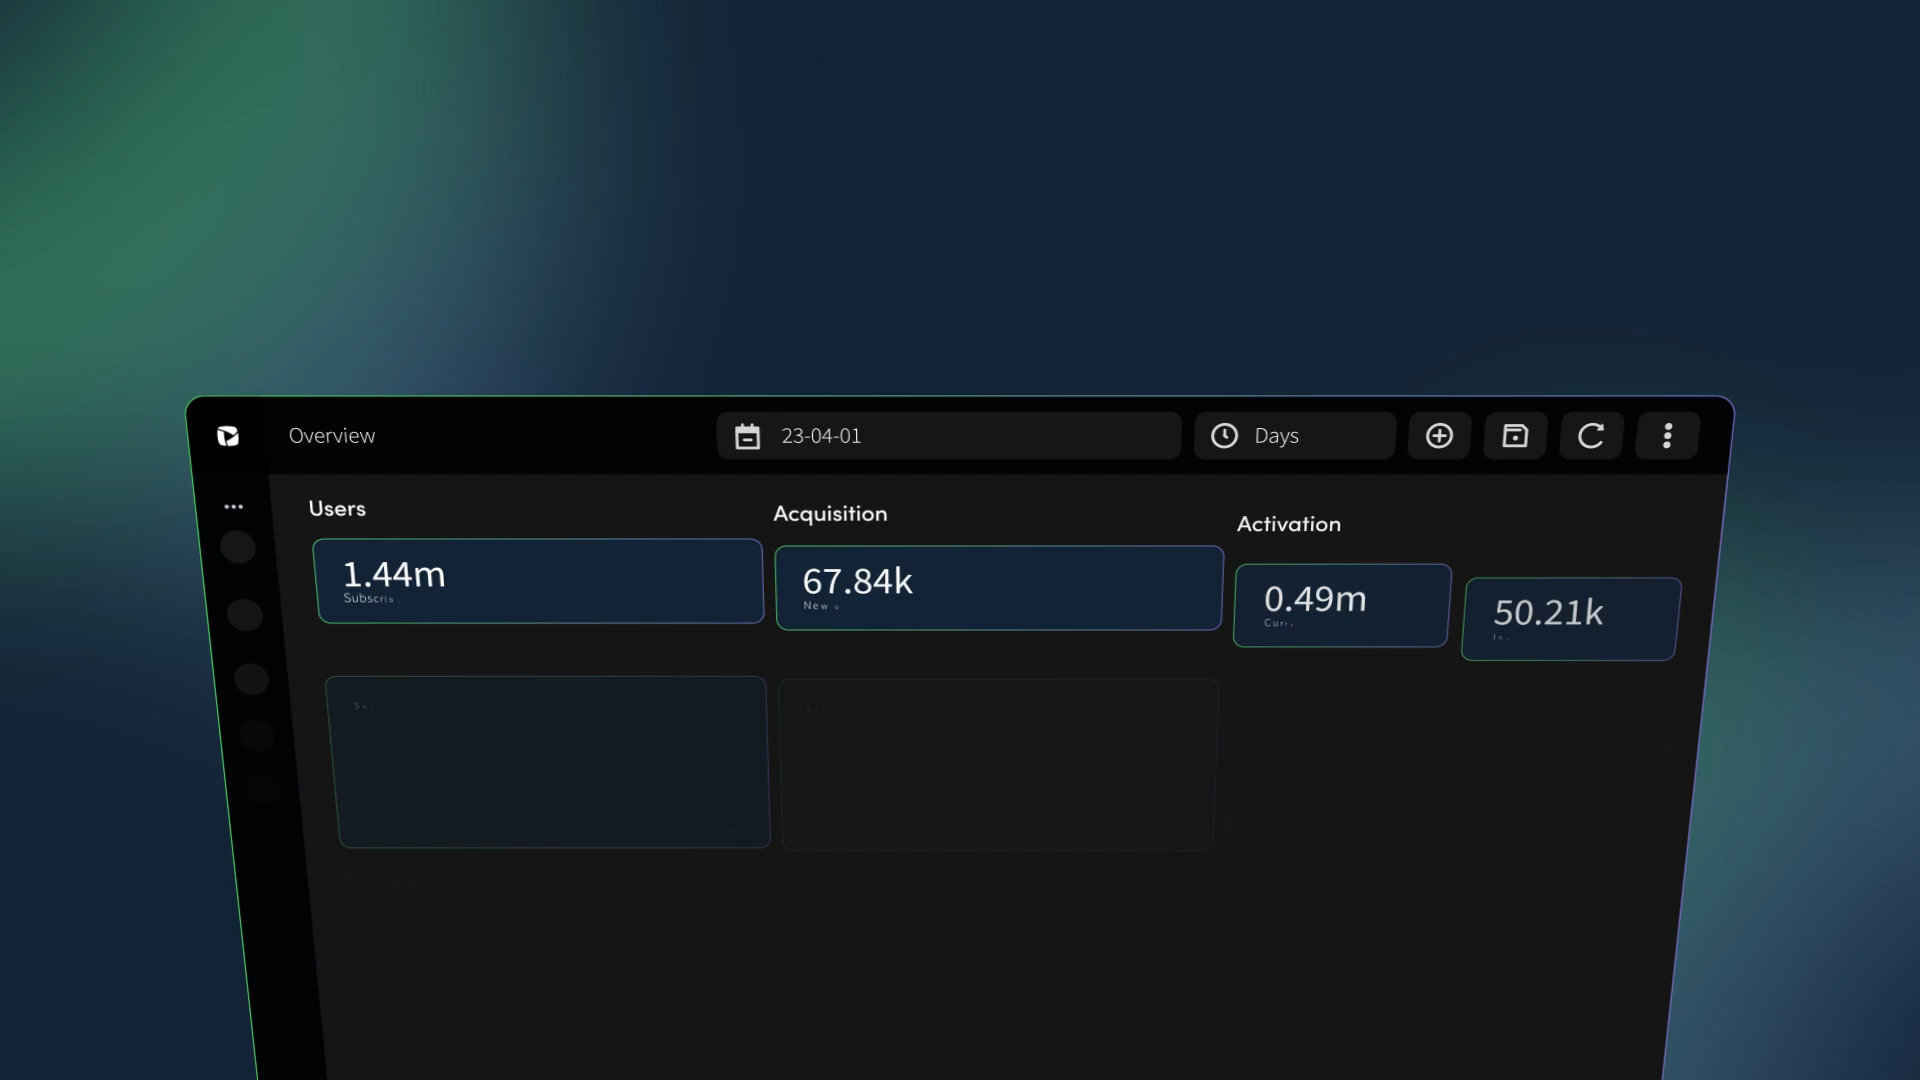 Overview
23-04-01
Days
Users
Acquisition
Activation
1.44m
67.84k
0.49m
50.21k
New